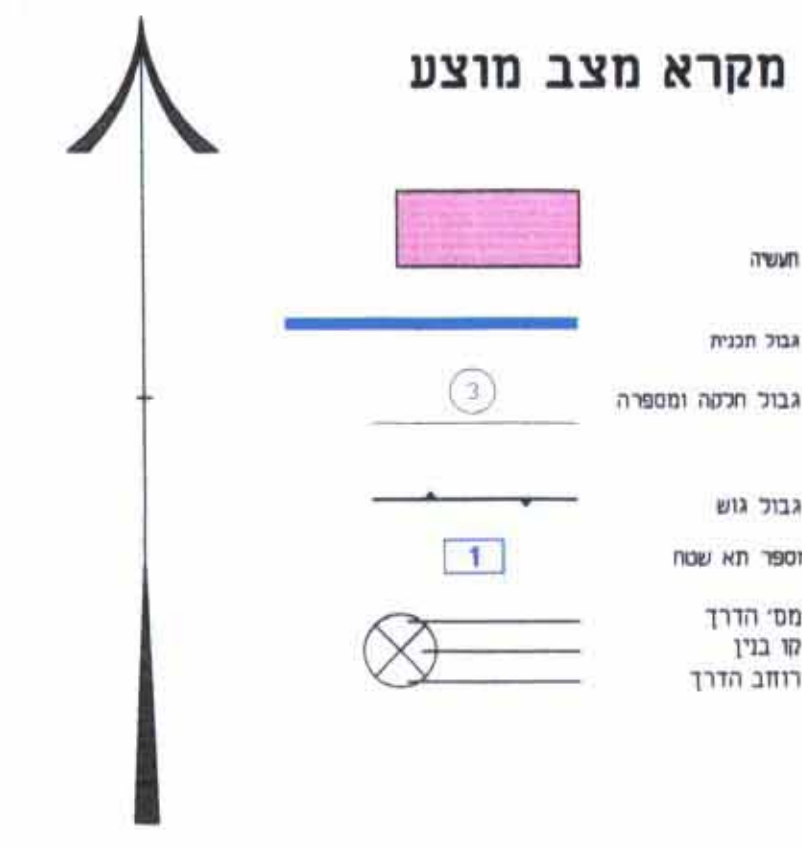 מקרא מצב מוצע
תעשיה
גבול תכנית
3
גבול חלקה ומספרה
גבול גוש
1
מספר תא שטח
מס' הדרך
קו בנין
רוחב הדרך